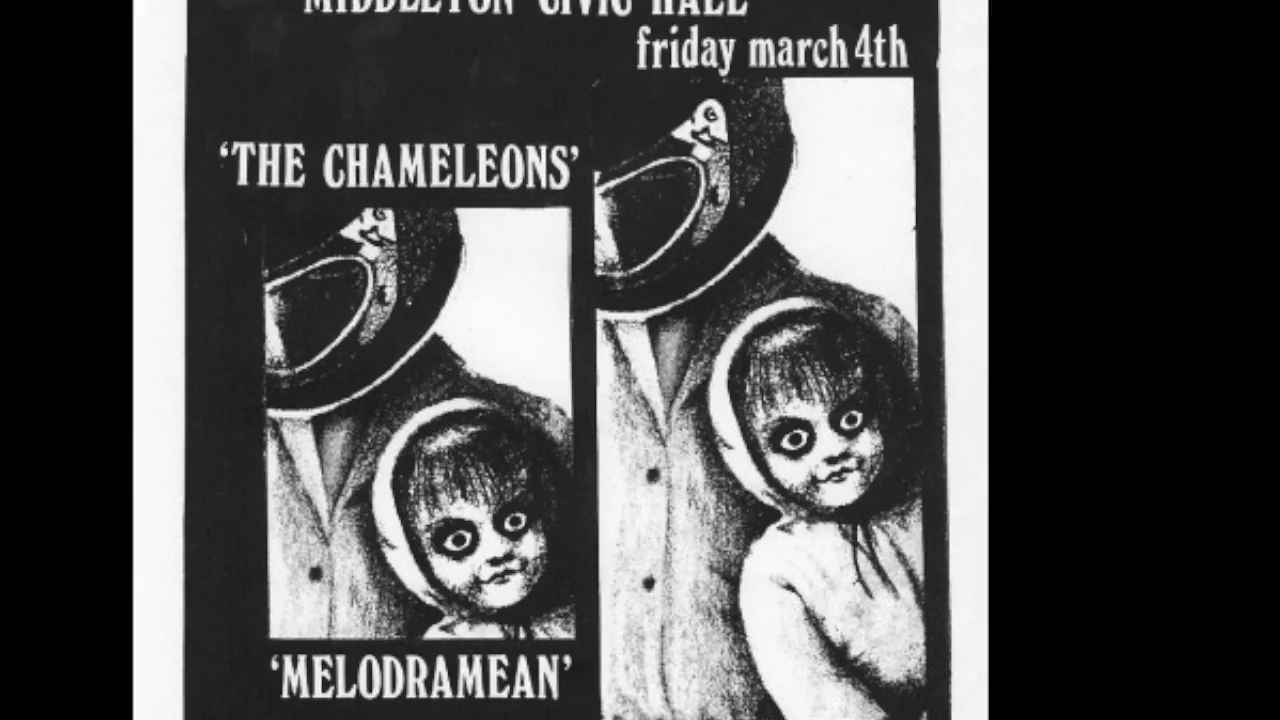 MIDDLETON CIVIC HALL
friday march 4th
'THE CHAMELEONS'
'MELODRAMEAN'